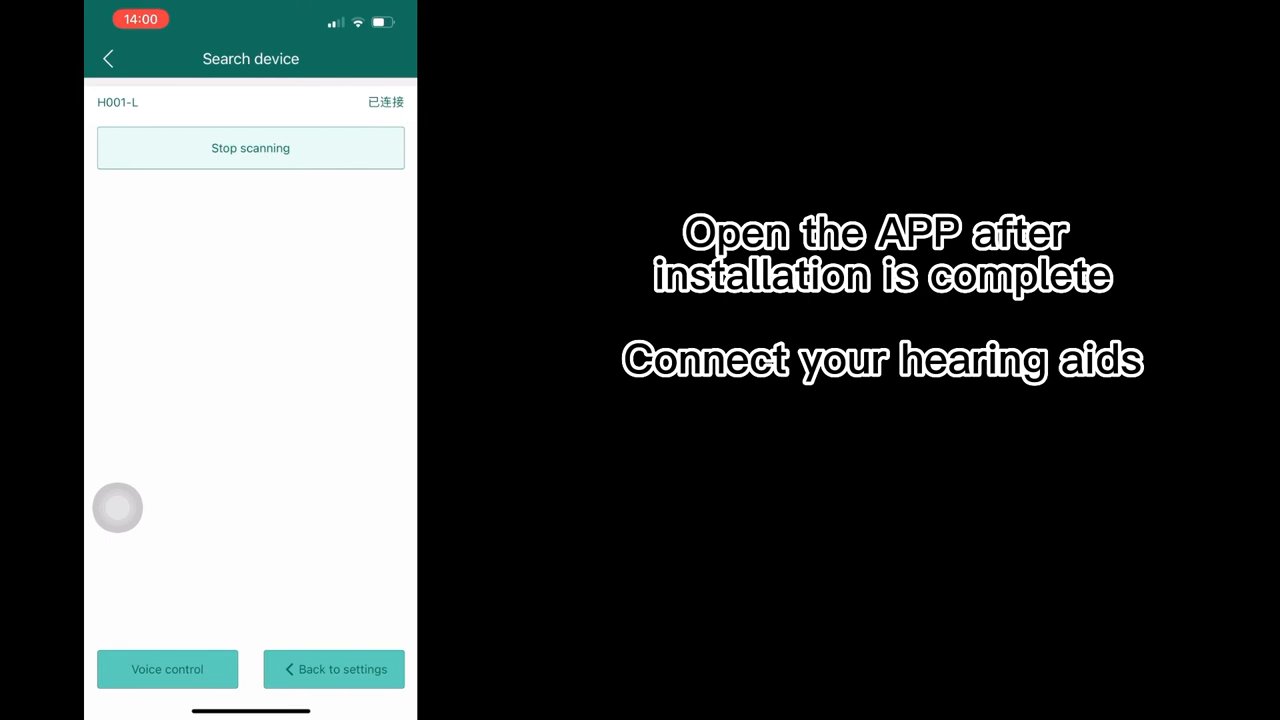 14:00
Search device
H001-L 已连接
Stop scanning
Open the APP after
installation is complete
Connect your hearing aids
Voice control
Back to settings